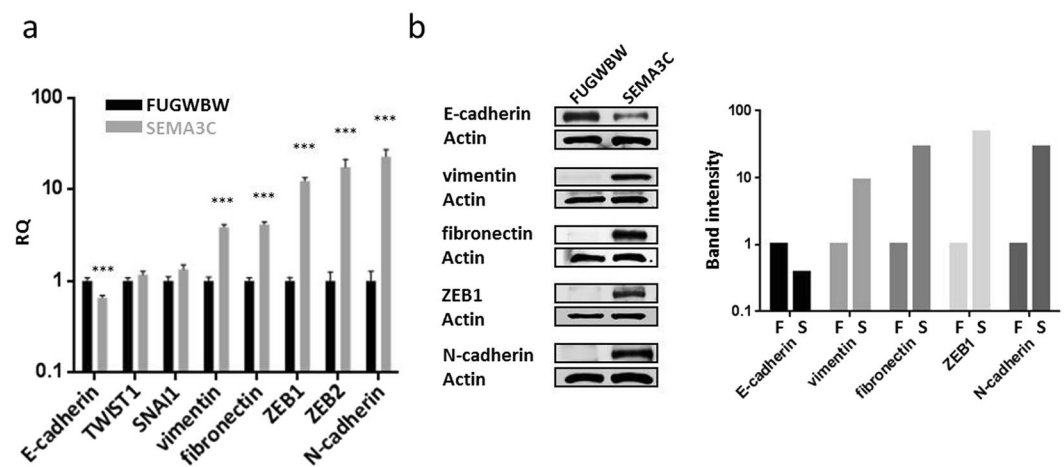 a
100
10
1
0.1
RQ
FUGWBW
SEMA3C
***
***
***
***
***
***
E-cadherin
TWIST1
SNAI1
vimentin
fibronectin
ZEB1
ZEB2
N-cadherin
b
FUGWBW
SEMA3C
E-cadherin
Actin
vimentin
Actin
fibronectin
Actin
ZEB1
Actin
N-cadherin
Actin
100
10
1
0.1
Band intensity
F S F S F S F S F S
E-cadherin
vimentin
fibronectin
ZEB1
N-cadherin